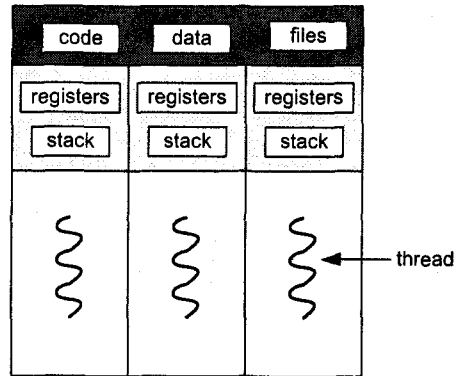 code data files
registers registers registers
stack stack stack
thread